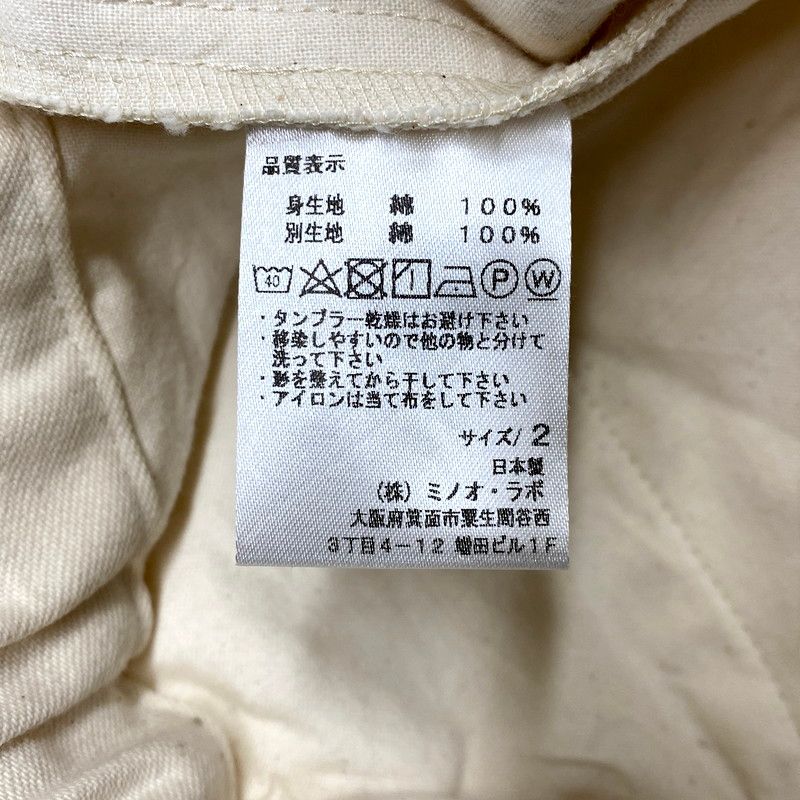 品質表示
身生地 綿 100%
別生地 綿 100%
40 P W
・タンブラー乾燥はお避け下さい
・移染しやすいので他の物と分けて
洗って下さい
・形を整えてから干して下さい
・アイロンは当て布をして下さい
サイズ/ 2
日本製
(株) ミノオ・ラボ
大阪府箕面市粟生間谷西
3丁目4-12 幡田ビル1F